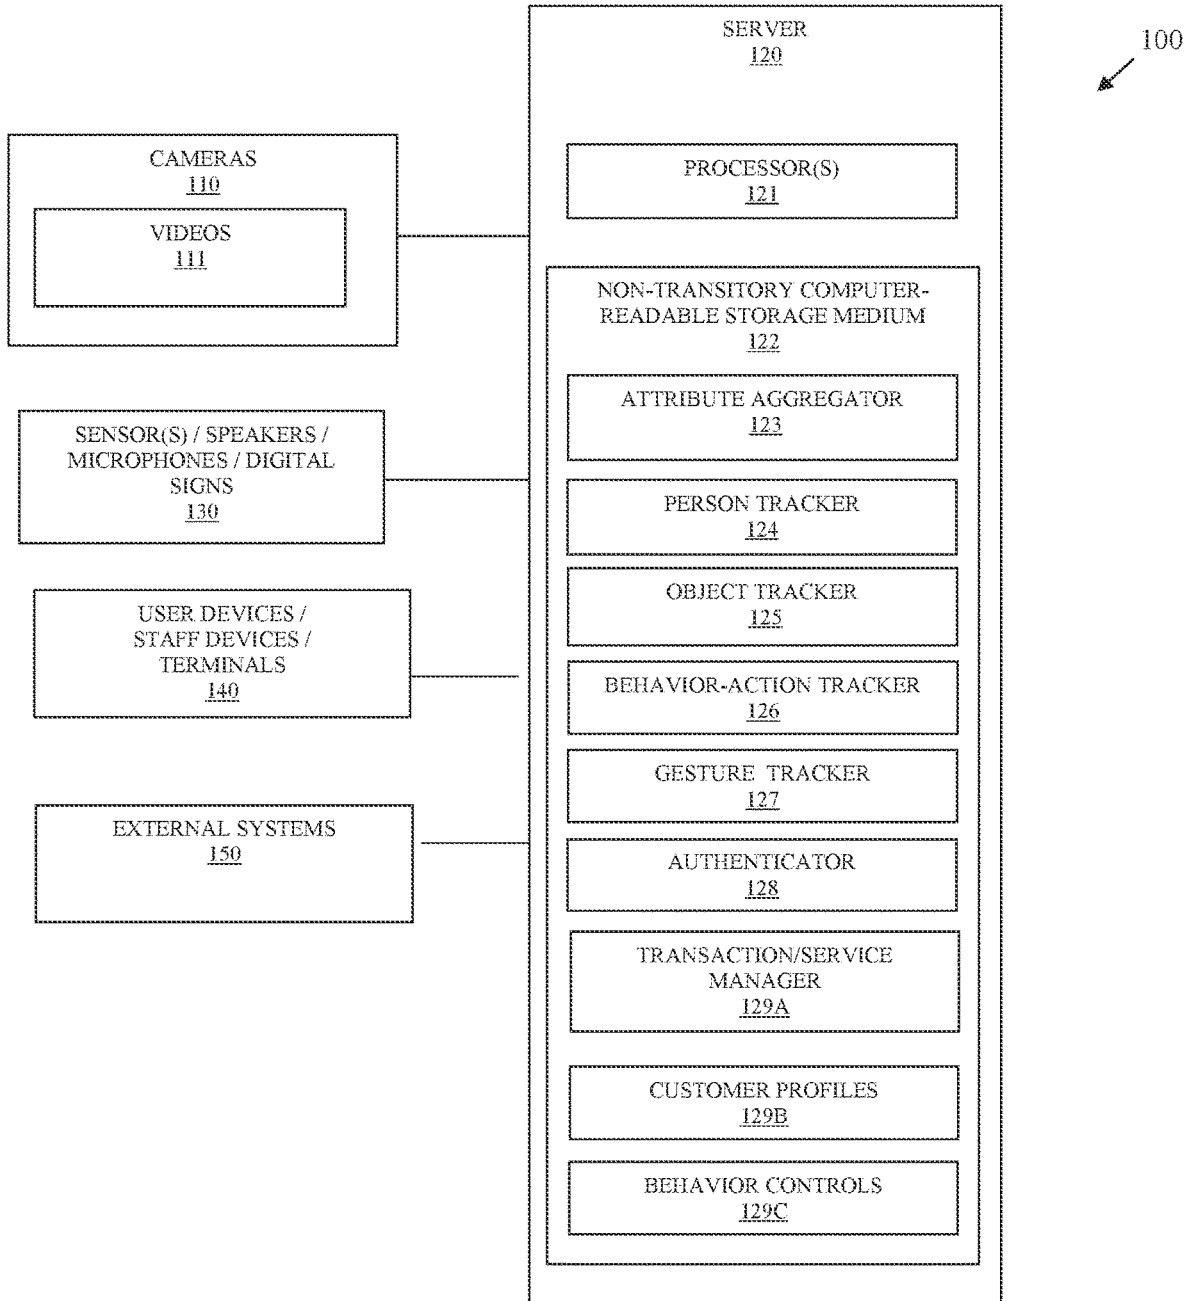 100
SERVER
120
PROCESSOR(S)
121
CAMERAS
110
VIDEOS
111
NON-TRANSITORY COMPUTER-
READABLE STORAGE MEDIUM
122
ATTRIBUTE AGGREGATOR
123
SENSOR(S) / SPEAKERS /
MICROPHONES / DIGITAL
SIGNS
130
PERSON TRACKER
124
OBJECT TRACKER
125
USER DEVICES /
STAFF DEVICES /
TERMINALS
140
BEHAVIOR-ACTION TRACKER
126
GESTURE TRACKER
127
EXTERNAL SYSTEMS
150
AUTHENTICATOR
128
TRANSACTION/SERVICE
MANAGER
129A
CUSTOMER PROFILES
129B
BEHAVIOR CONTROLS
129C